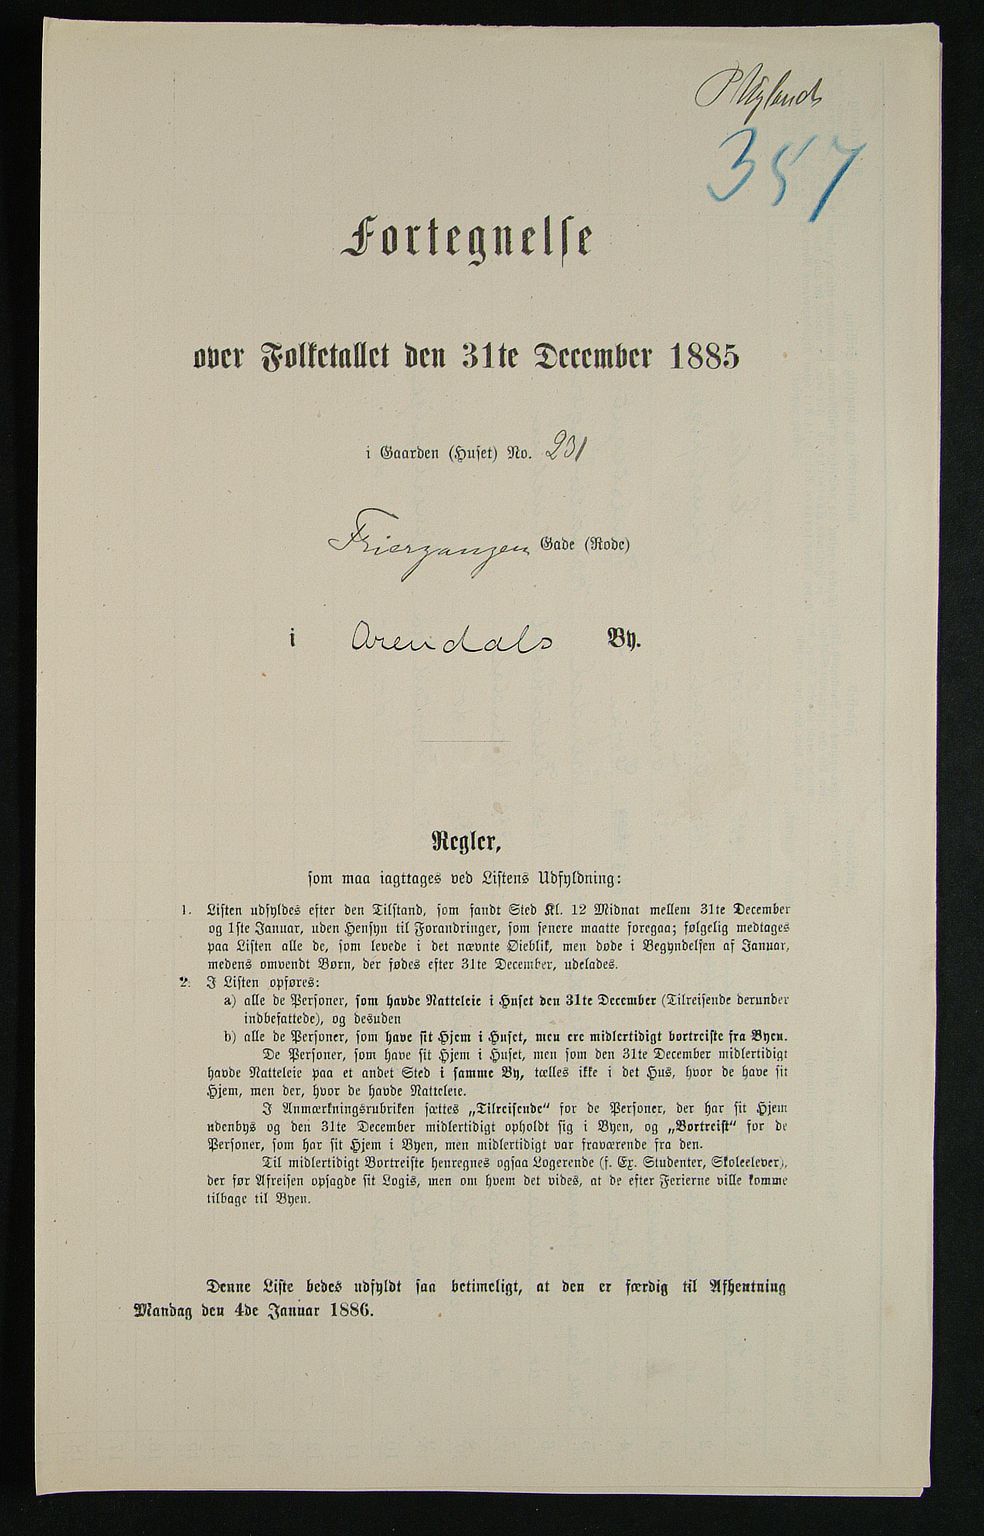 P Ugland
357
Fortegnelse
over Folketallet den 31te December 1885
i Gaarden (Huset) No. 231
Friergangen Gade (Rode)
i Arendals By.
Regler,
som maa iagttages ved Listens Udfyldning:
1. Listen udfyldes efter den Tilstand, som fandt Sted Kl. 12 Midnat mellem 31te December
og 1ste Januar, uden Hensyn til Forandringer, som senere maatte foregaa; følgelig medtages
paa Listen alle de, som levede i det nævnte Øieblik, men døde i Begyndelsen af Januar,
medens omvendt Børn, der fødes efter 31te December, udelades.
2. I Listen opføres:
a) alle de Personer, som havde Natteleie i Huset den 31te December (Tilreisende derunder
indbefattede), og desuden
b) alle de Personer, som have sit Hjem i Huset, men ere midlertidigt bortreiste fra Byen.
De Personer, som have sit Hjem i Huset, men som den 31te December midlertidigt
havde Natteleie paa et andet Sted i samme By, tælles ikke i det Hus, hvor de have sit
Hjem, men der, hvor de havde Natteleie.
I Anmærkningsrubriken sættes „Tilreisende“ for de Personer, der har sit Hjem
udenbys og den 31te December midlertidigt opholdt sig i Byen, og „Bortreist“ for de
Personer, som har sit Hjem i Byen, men midlertidigt var fraværende fra den.
Til midlertidigt Bortreiste henregnes ogsaa Logerende (f. Ex. Studenter, Skoleelever),
der før Afreisen opsagde sit Logis, men om hvem det vides, at de efter Ferierne ville komme
tilbage til Byen.
Denne Liste bedes udfyldt saa betimeligt, at den er færdig til Afhentning
Mandag den 4de Januar 1886.